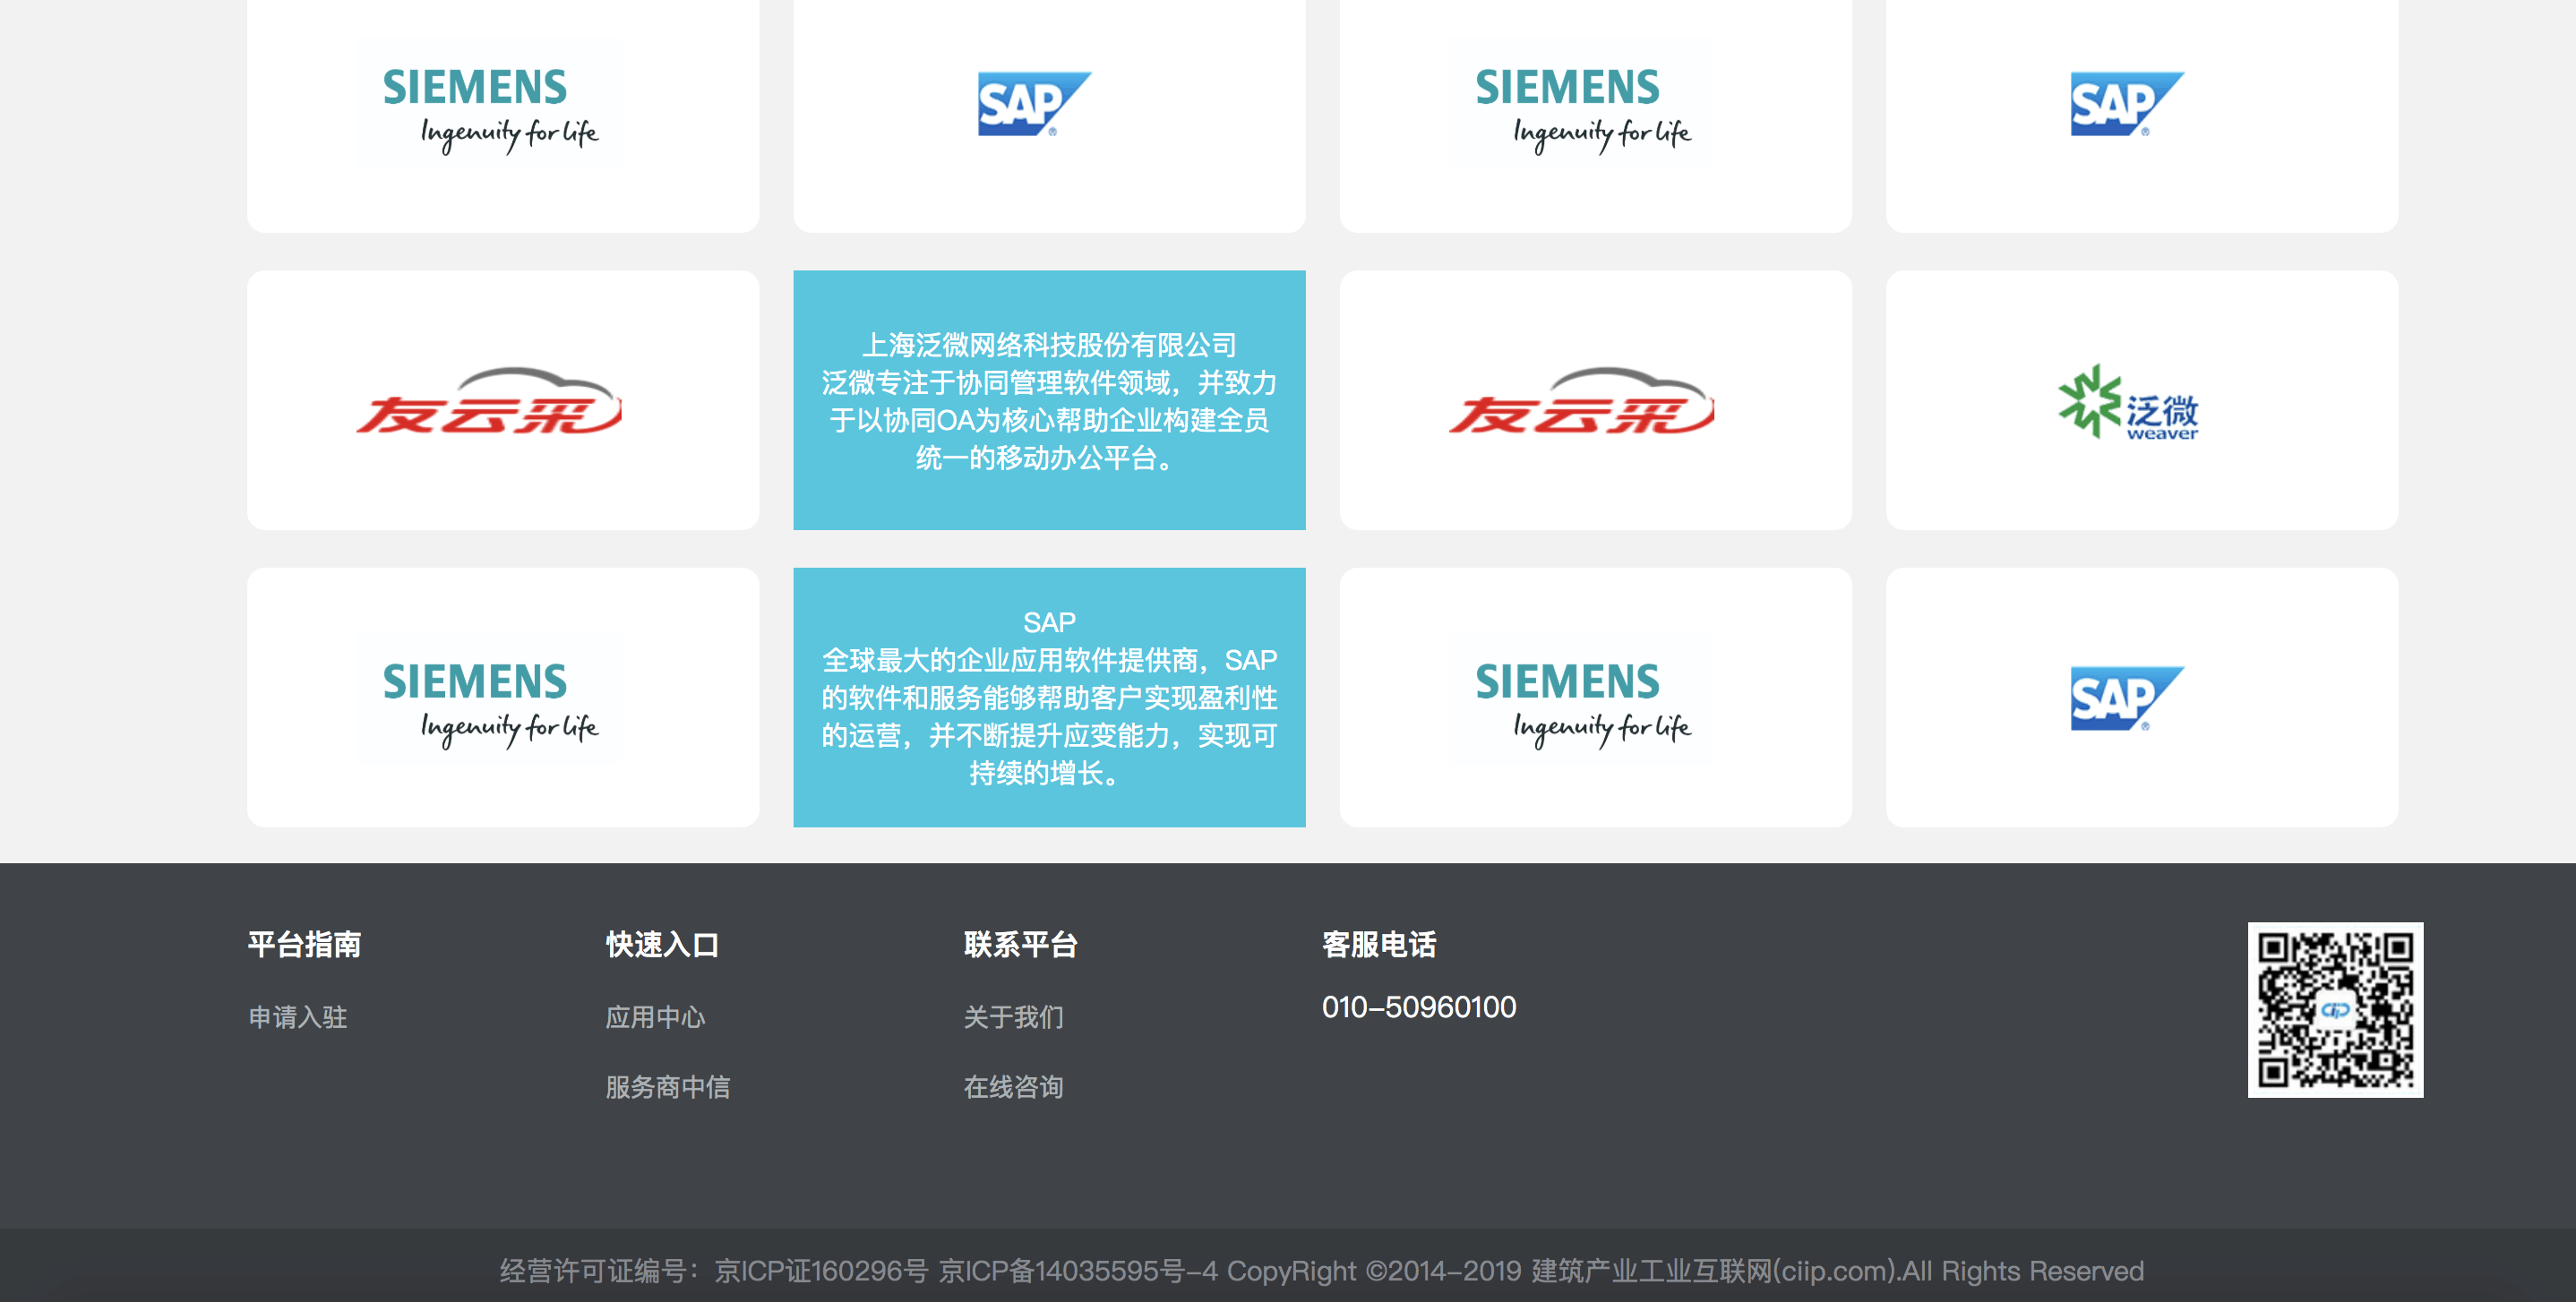 SIEMENS
Ingenuity for life
SAP
®
SIEMENS
Ingenuity for life
SAP
®
友云采
上海泛微网络科技股份有限公司
泛微专注于协同管理软件领域，并致力
于以协同OA为核心帮助企业构建全员
统一的移动办公平台。
友云采
泛微
weaver
SIEMENS
Ingenuity for life
SAP
全球最大的企业应用软件提供商，SAP
的软件和服务能够帮助客户实现盈利性
的运营，并不断提升应变能力，实现可
持续的增长。
SIEMENS
Ingenuity for life
SAP
®
平台指南
申请入驻
快速入口
应用中心
服务商中信
联系平台
关于我们
在线咨询
客服电话
010-50960100
ciip
经营许可证编号：京ICP证160296号 京ICP备14035595号-4 CopyRight ©2014-2019 建筑产业工业互联网(ciip.com).All Rights Reserved